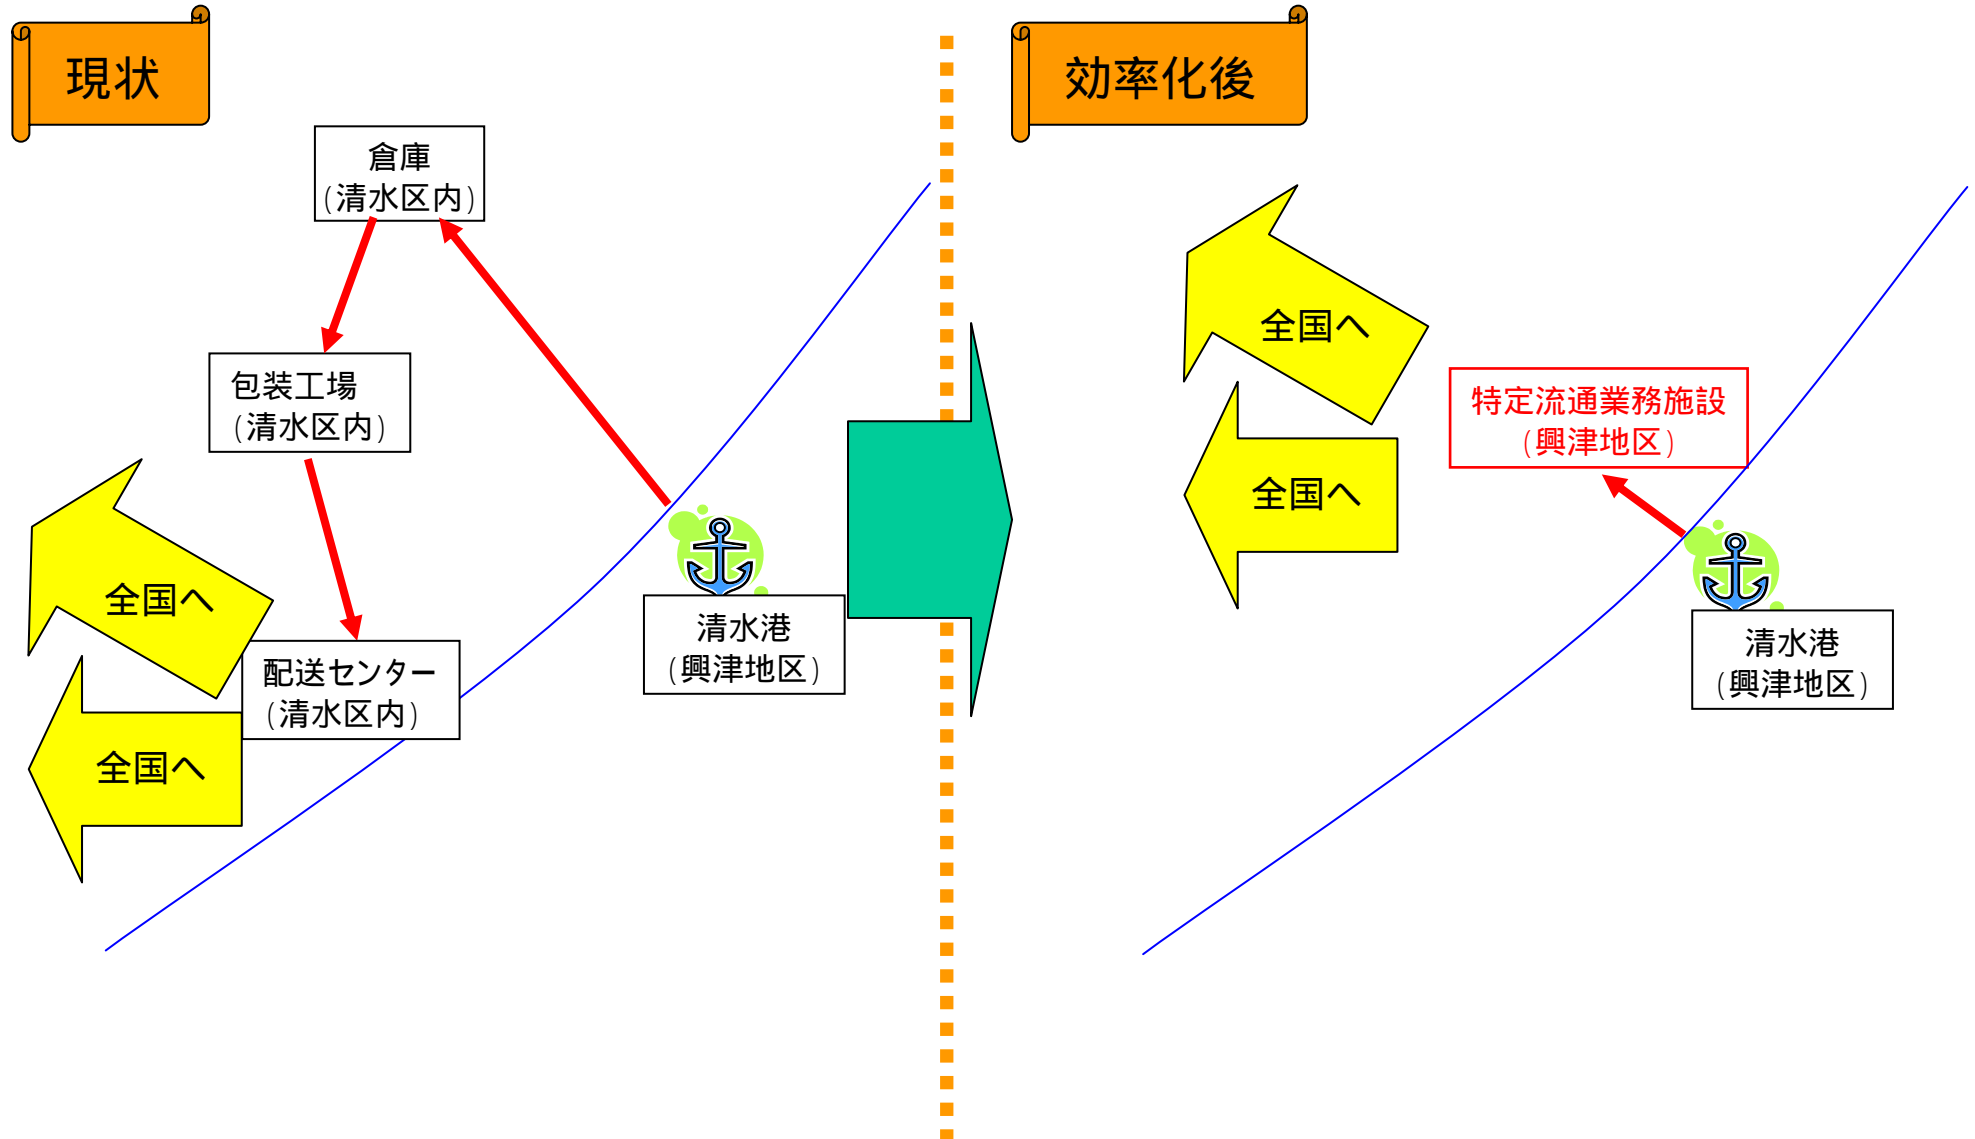 現状
倉庫
(清水区内)
包装工場
(清水区内)
全国へ
配送センター
(清水区内)
全国へ
清水港
(興津地区)
効率化後
全国へ
全国へ
特定流通業務施設
(興津地区)
清水港
(興津地区)